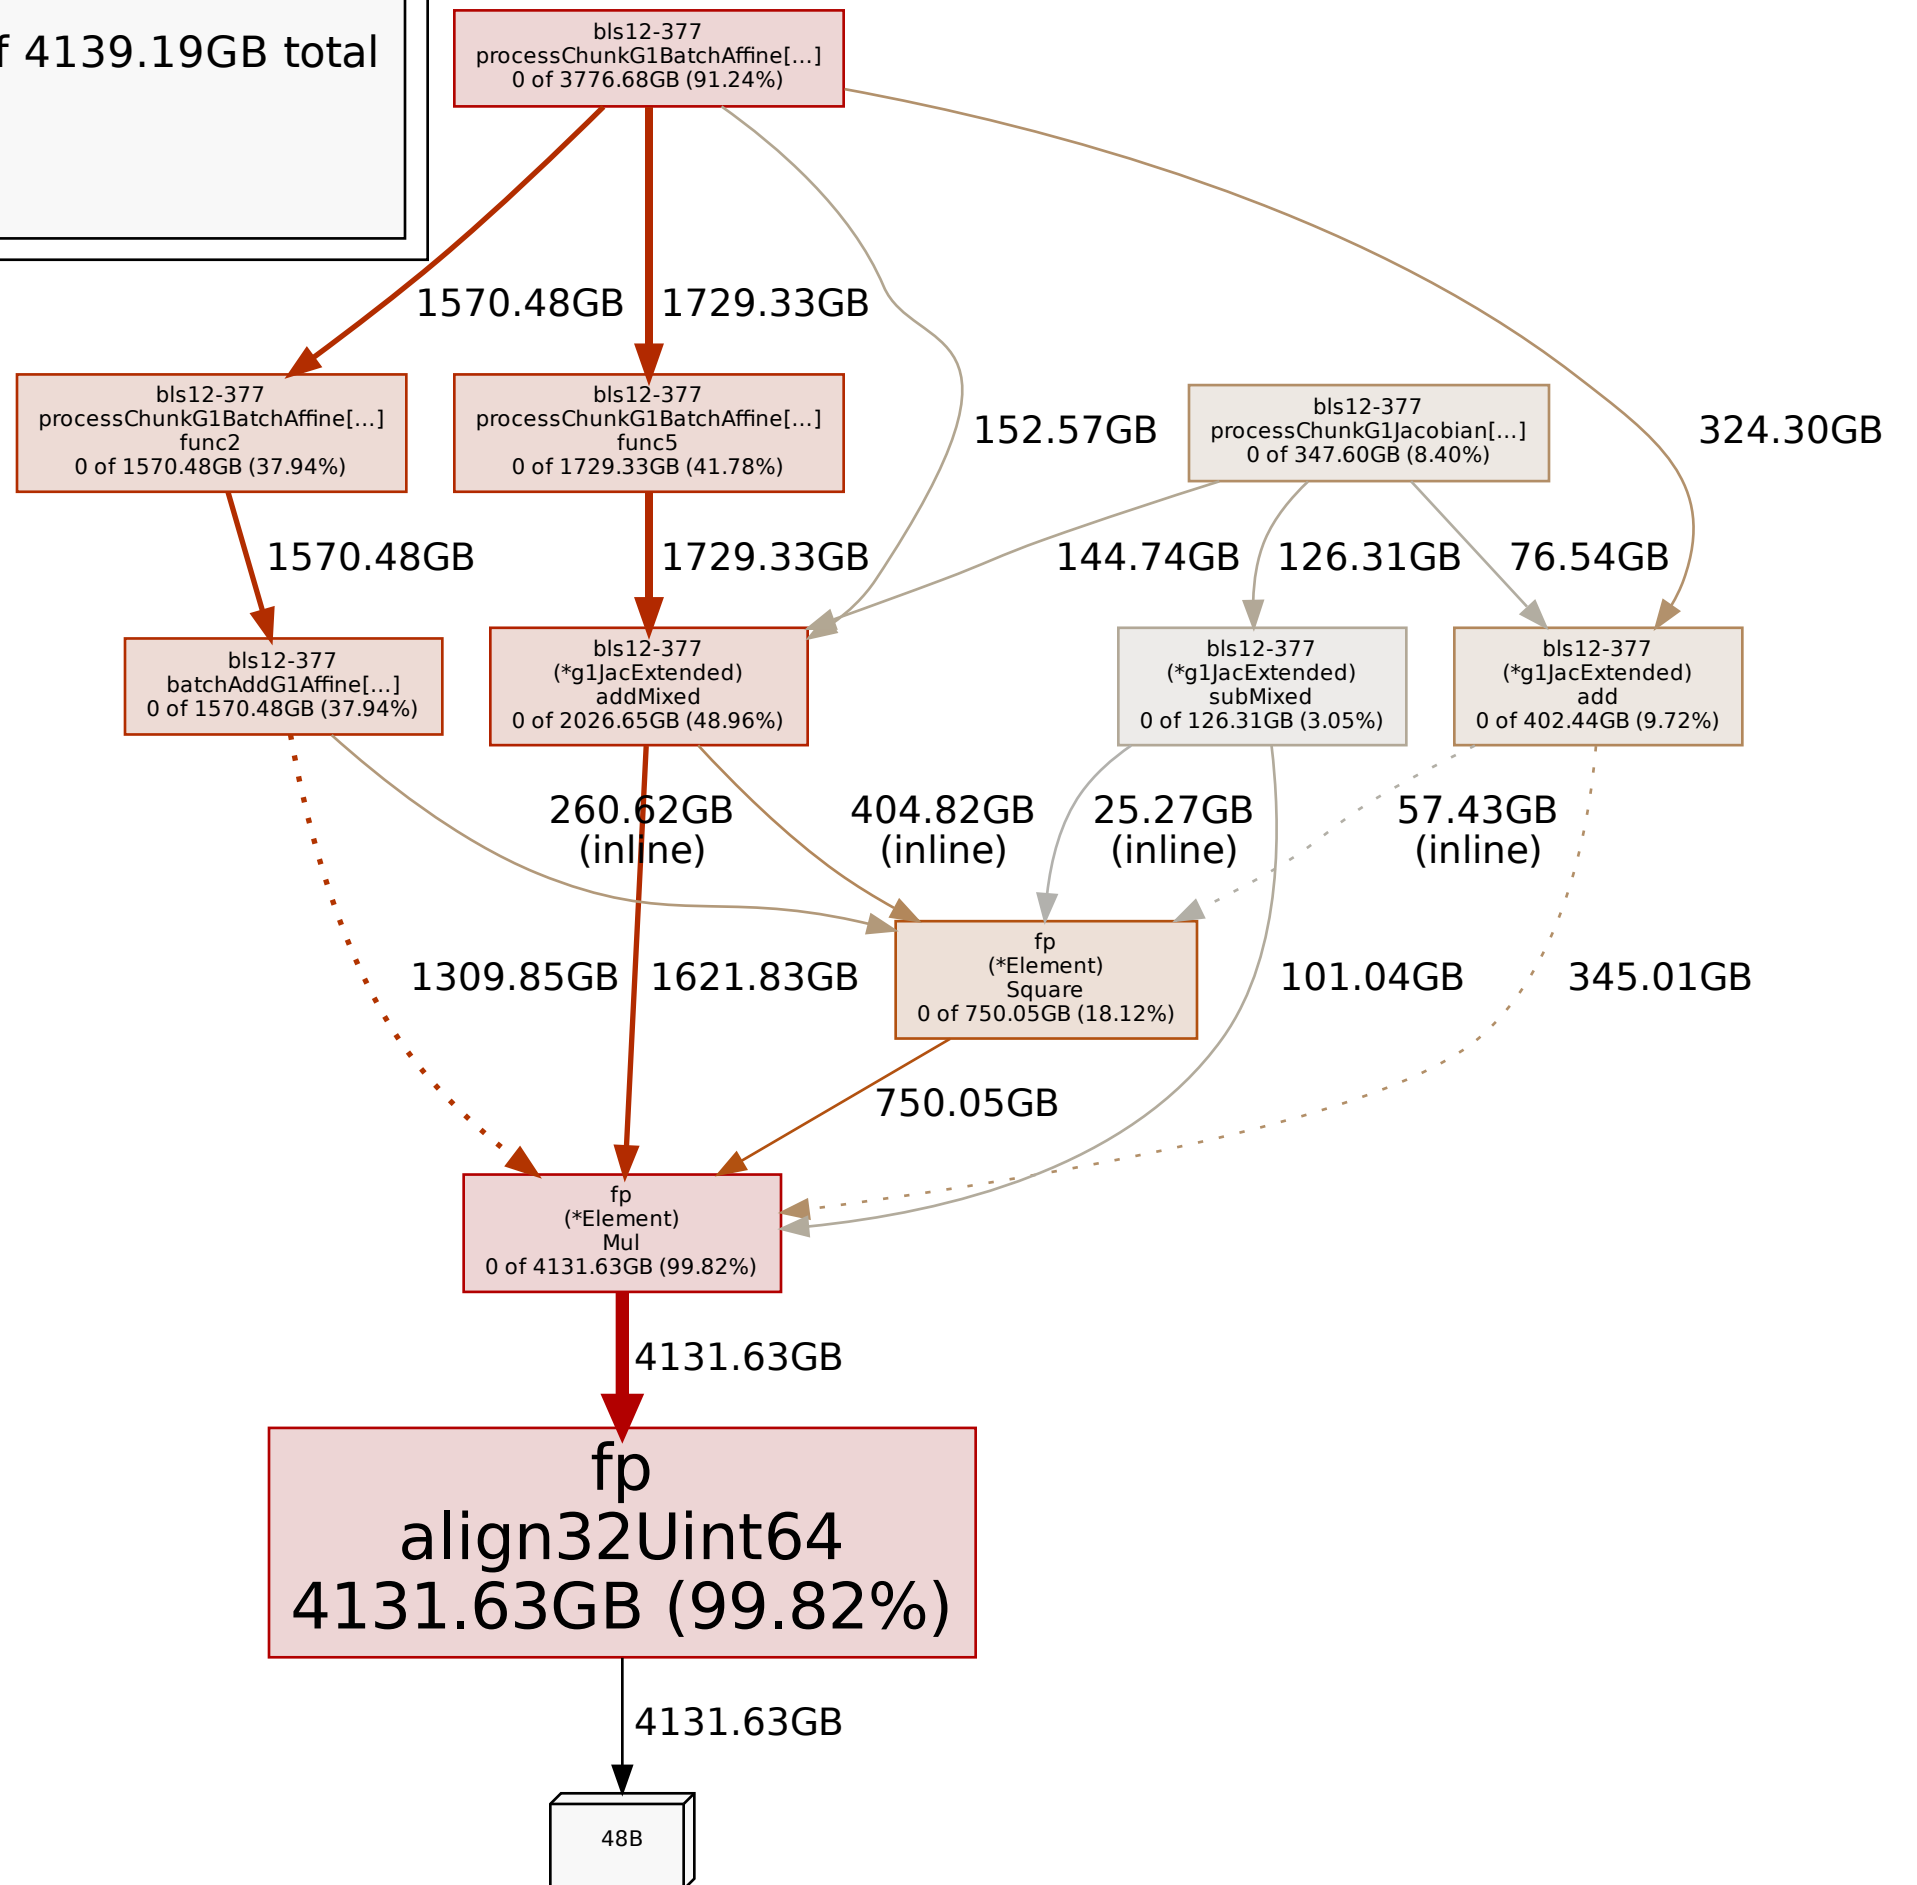 f 4139.19GB total
bls12-377
processChunkG1BatchAffine[...]
0 of 3776.68GB (91.24%)
1570.48GB
1729.33GB
bls12-377
processChunkG1BatchAffine[...]
func2
0 of 1570.48GB (37.94%)
bls12-377
processChunkG1BatchAffine[...]
func5
0 of 1729.33GB (41.78%)
152.57GB
bls12-377
processChunkG1Jacobian[...]
0 of 347.60GB (8.40%)
324.30GB
1570.48GB
1729.33GB
144.74GB
126.31GB
76.54GB
bls12-377
batchAddG1Affine[...]
0 of 1570.48GB (37.94%)
bls12-377
(*g1JacExtended)
addMixed
0 of 2026.65GB (48.96%)
bls12-377
(*g1JacExtended)
subMixed
0 of 126.31GB (3.05%)
bls12-377
(*g1JacExtended)
add
0 of 402.44GB (9.72%)
260.62GB
(inline)
404.82GB
(inline)
25.27GB
(inline)
57.43GB
(inline)
1309.85GB
1621.83GB
fp
(*Element)
Square
0 of 750.05GB (18.12%)
101.04GB
345.01GB
750.05GB
fp
(*Element)
Mul
0 of 4131.63GB (99.82%)
4131.63GB
fp
align32Uint64
4131.63GB (99.82%)
4131.63GB
48B